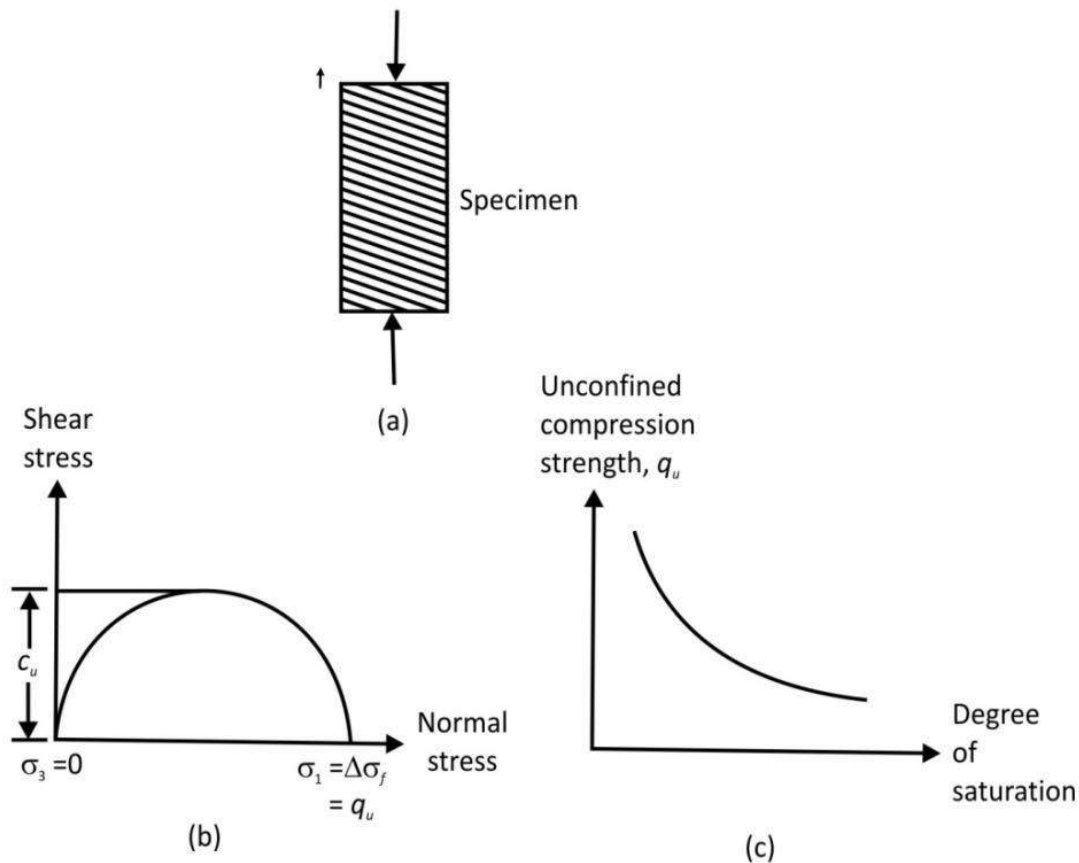 Specimen
(a)
Shear
stress
c_u
σ₃ =0
Normal
stress
σ₁ =Δσ_f
= q_u
(b)
Unconfined
compression
strength, q_u
Degree
of
saturation
(c)